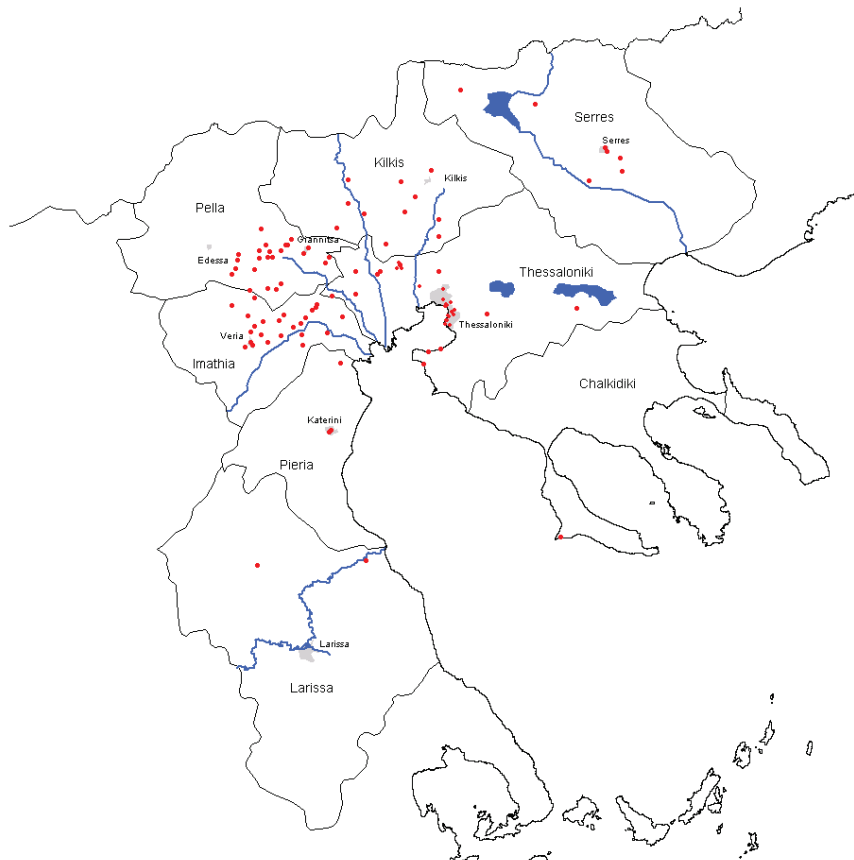 Serres
Serres
Kilkis
Kilkis
Pella
Giannitsa
Edessa
Thessaloniki
Thessaloniki
Veria
Imathia
Chalkidiki
Katerini
Pieria
Larissa
Larissa